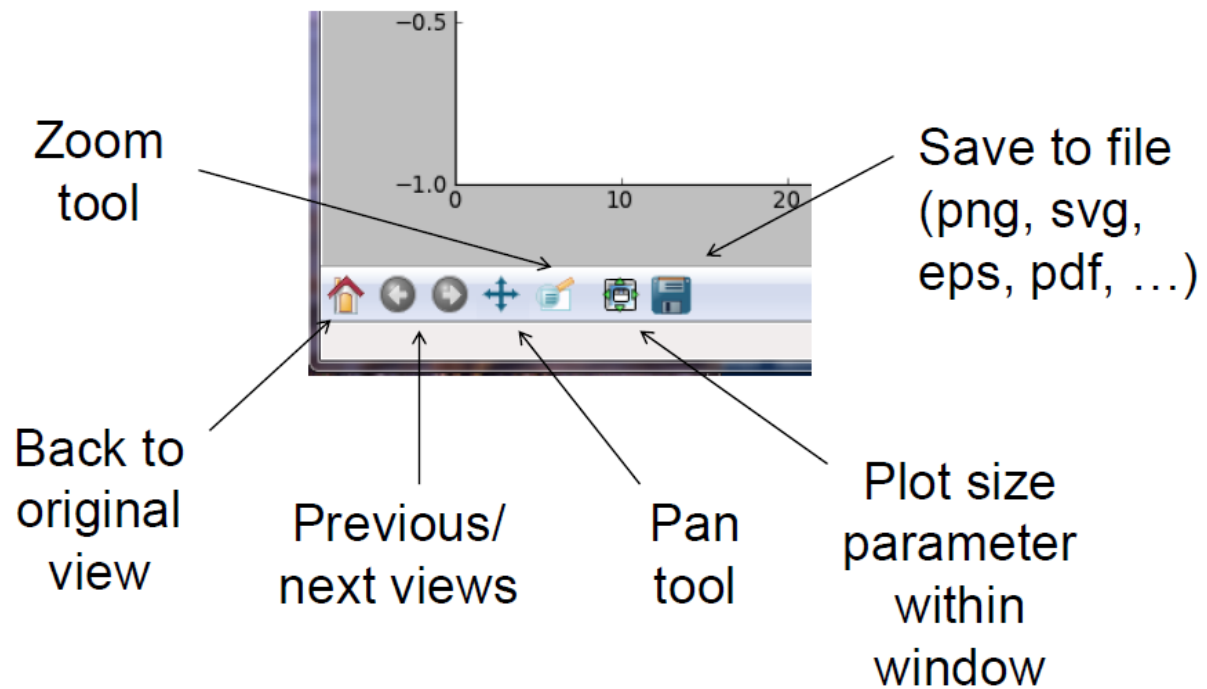 −0.5
Zoom
tool
−1.0
0
10
20
Save to file
(png, svg,
eps, pdf, …)
Back to
original
view
Previous/
next views
Pan
tool
Plot size
parameter
within
window